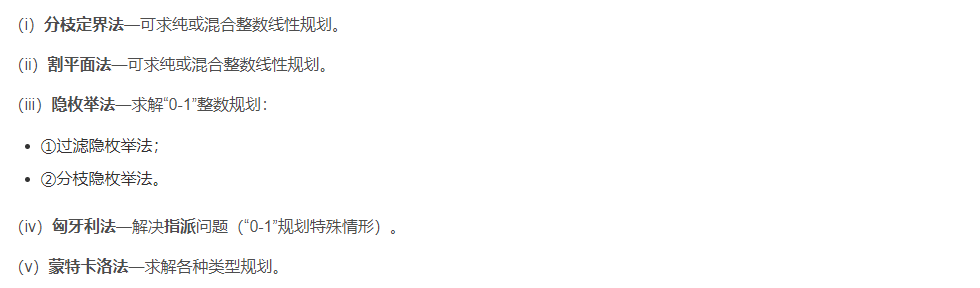 （i）分枝定界法—可求纯或混合整数线性规划。
（ii）割平面法—可求纯或混合整数线性规划。
（iii）隐枚举法—求解“0-1”整数规划：
• ①过滤隐枚举法；
• ②分枝隐枚举法。
（iv）匈牙利法—解决指派问题（“0-1”规划特殊情形）。
（v）蒙特卡洛法—求解各种类型规划。